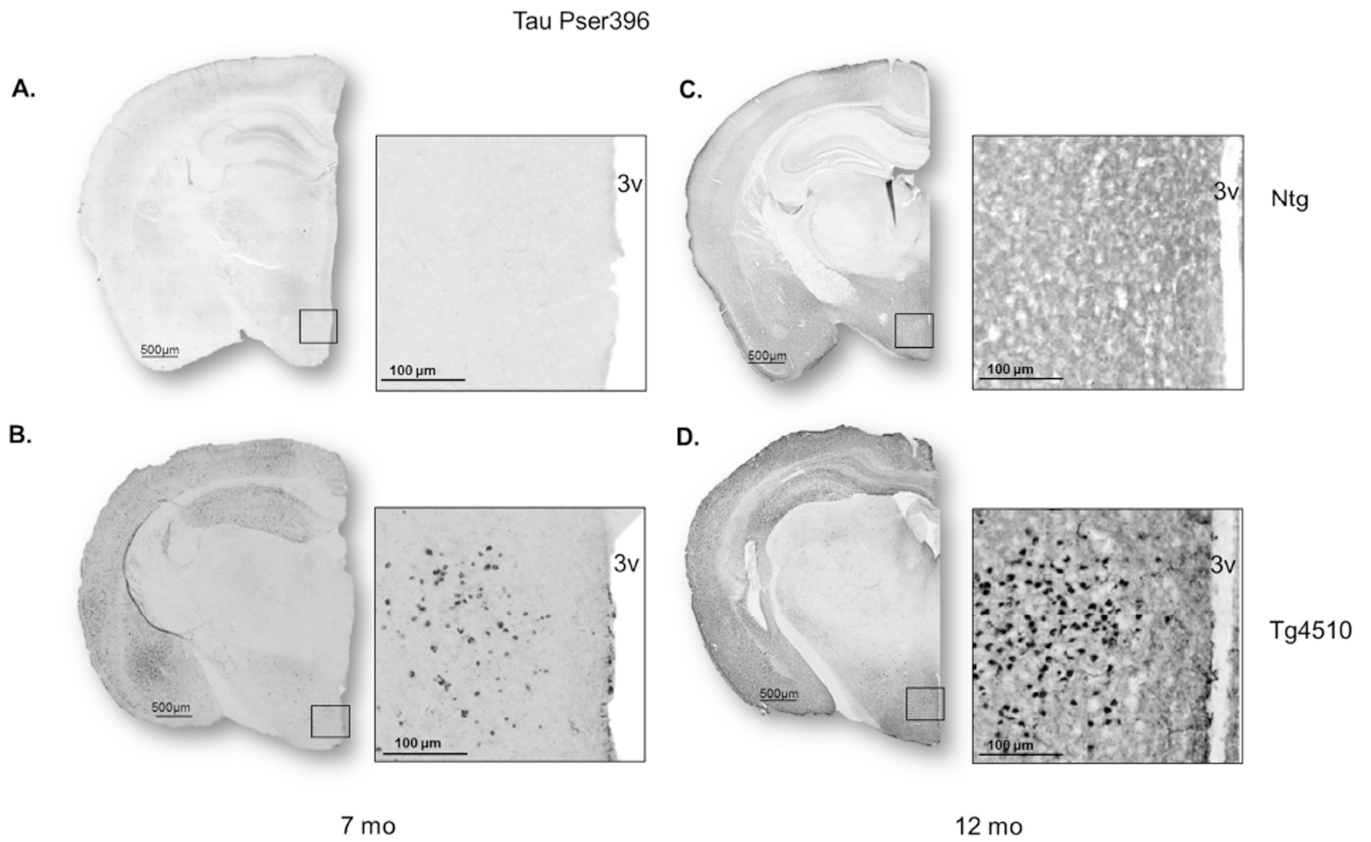 Tau Pser396
A.
3v
500µm
100 µm
C.
3v
Ntg
500µm
100 µm
B.
3v
500µm
100 µm
D.
3v
Tg4510
500µm
100 µm
7 mo
12 mo